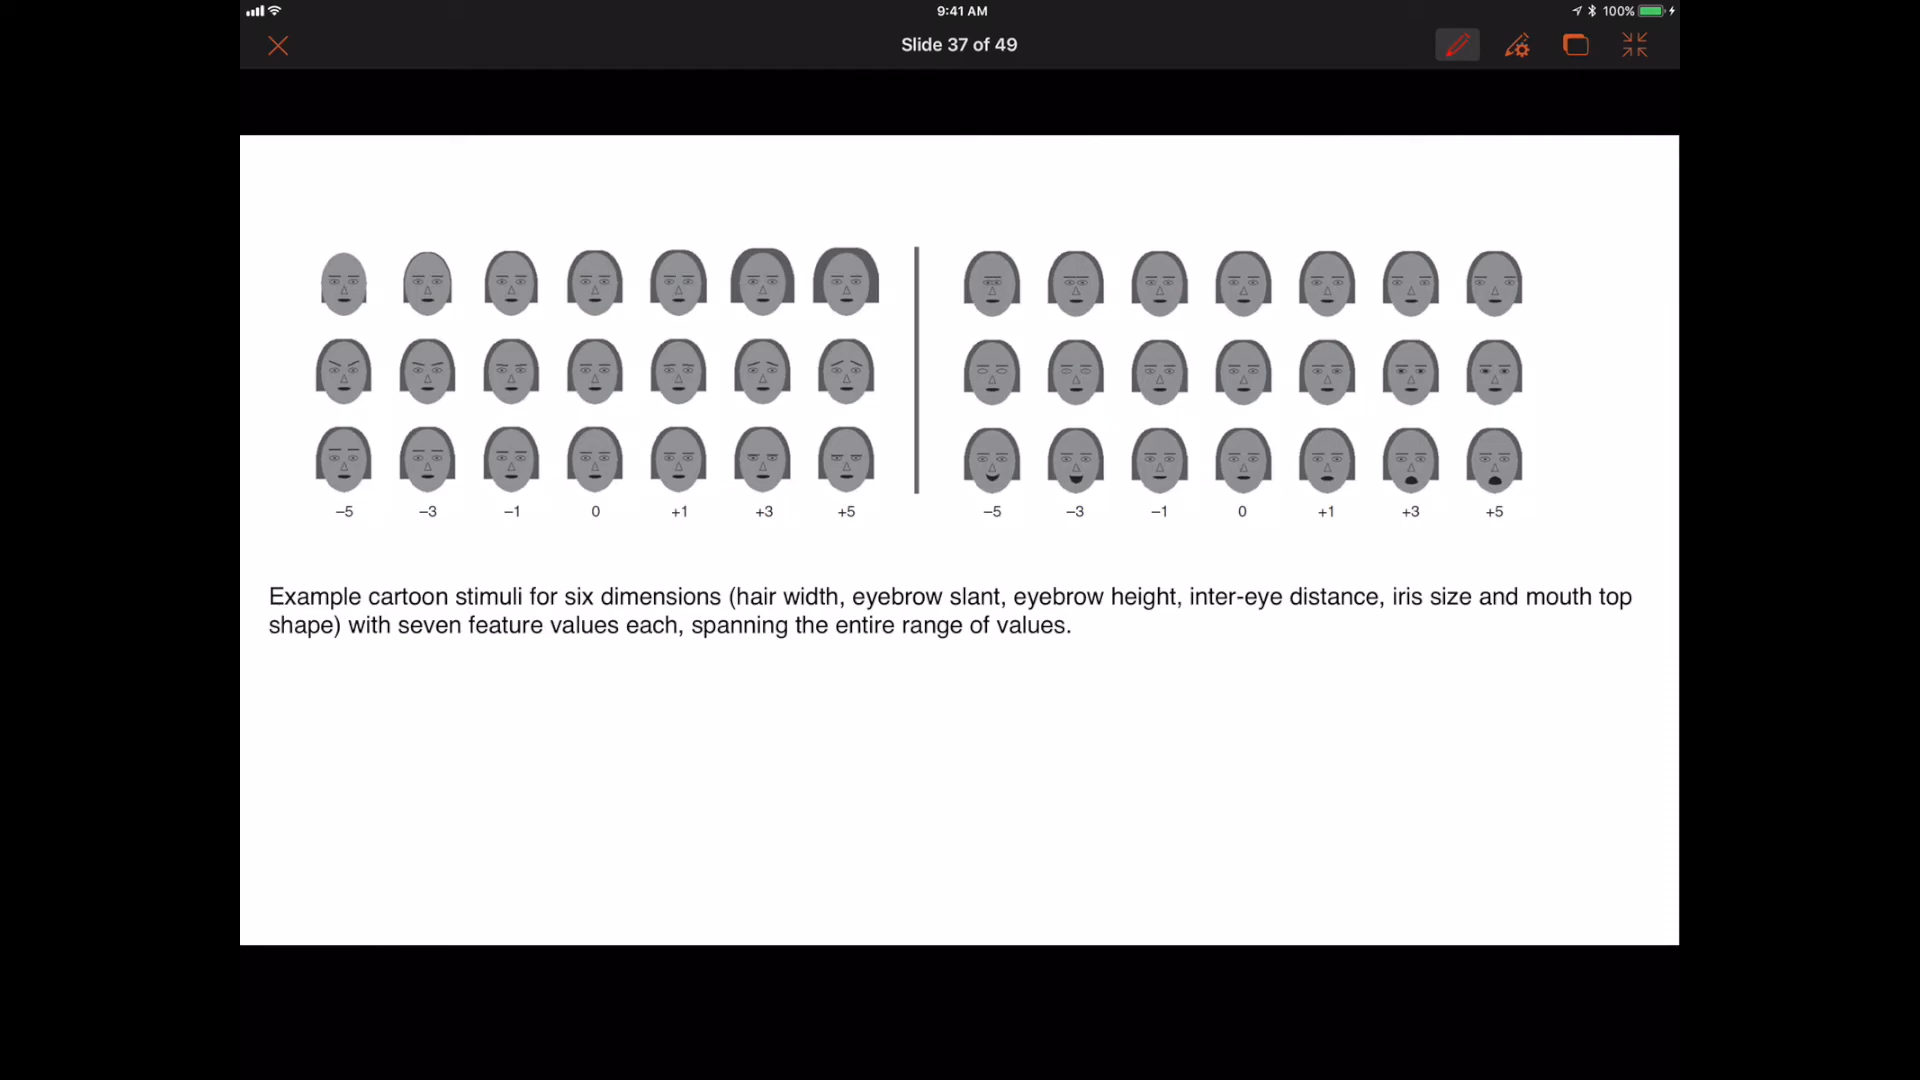 9:41 AM
100%
Slide 37 of 49
–5 –3 –1 0 +1 +3 +5
–5 –3 –1 0 +1 +3 +5
Example cartoon stimuli for six dimensions (hair width, eyebrow slant, eyebrow height, inter-eye distance, iris size and mouth top
shape) with seven feature values each, spanning the entire range of values.